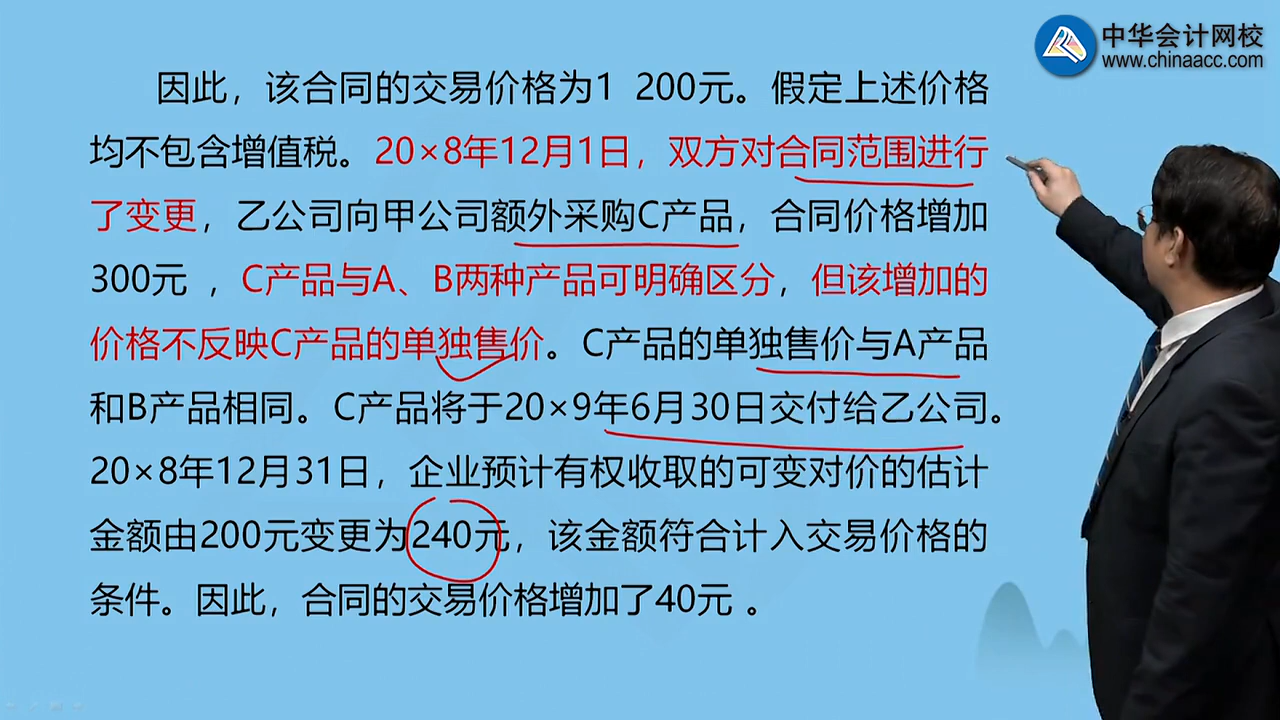 中华会计网校
www.chinaacc.com
因此，该合同的交易价格为1 200元。假定上述价格
均不包含增值税。20×8年12月1日，双方对合同范围进行
了变更，乙公司向甲公司额外采购C产品，合同价格增加
300元 ，C产品与A、B两种产品可明确区分，但该增加的
价格不反映C产品的单独售价。C产品的单独售价与A产品
和B产品相同。C产品将于20×9年6月30日交付给乙公司。
20×8年12月31日，企业预计有权收取的可变对价的估计
金额由200元变更为240元，该金额符合计入交易价格的
条件。因此，合同的交易价格增加了40元 。